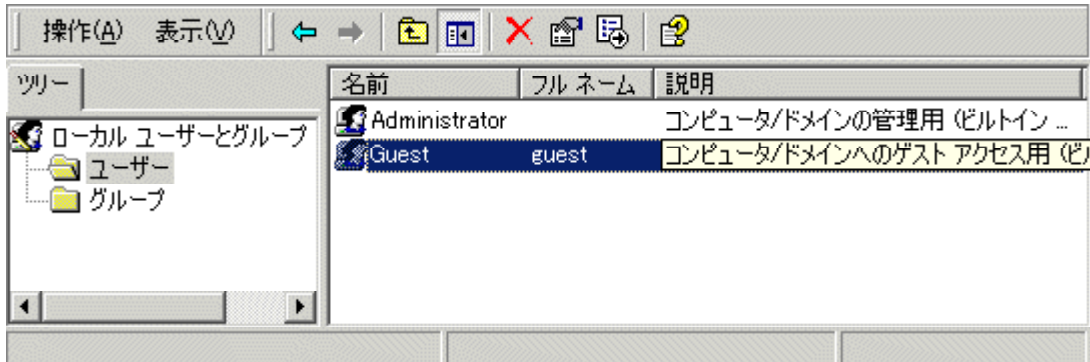 操作(A) 表示(V)
ツリー
名前 フル ネーム 説明
ローカル ユーザーとグループ
ユーザー
グループ
Administrator コンピュータ/ドメインの管理用 (ビルトイン ...
Guest guest コンピュータ/ドメインへのゲスト アクセス用 (ビ